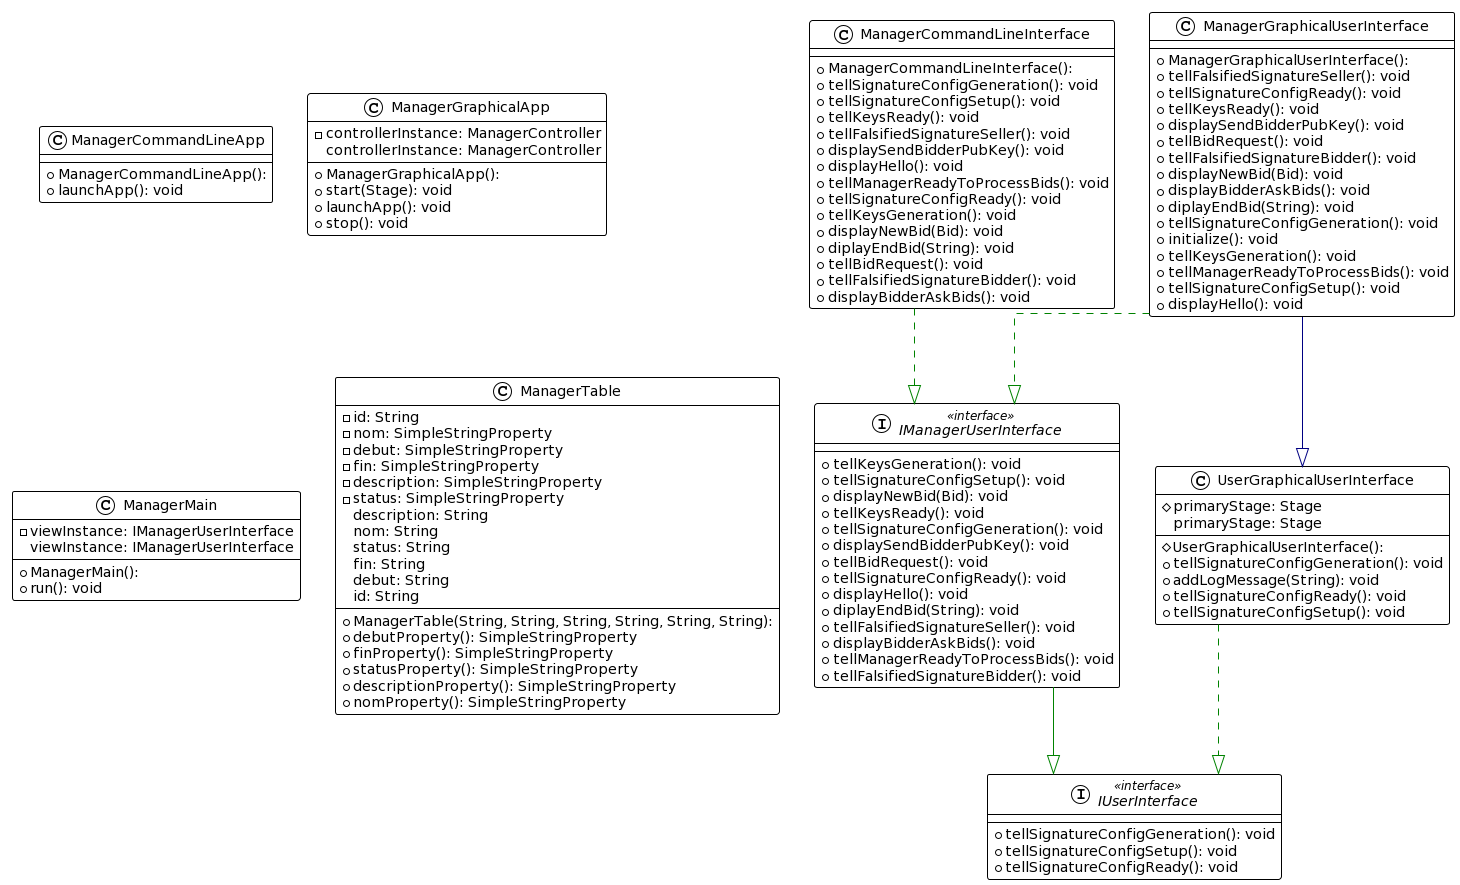 ManagerCommandLineApp
ManagerCommandLineApp():
launchApp(): void
ManagerGraphicalApp
controllerInstance: ManagerController
controllerInstance: ManagerController
ManagerGraphicalApp():
start(Stage): void
launchApp(): void
stop(): void
ManagerCommandLineInterface
ManagerCommandLineInterface():
tellSignatureConfigGeneration(): void
tellSignatureConfigSetup(): void
tellKeysReady(): void
tellFalsifiedSignatureSeller(): void
displaySendBidderPubKey(): void
displayHello(): void
tellManagerReadyToProcessBids(): void
tellSignatureConfigReady(): void
tellKeysGeneration(): void
displayNewBid(Bid): void
diplayEndBid(String): void
tellBidRequest(): void
tellFalsifiedSignatureBidder(): void
displayBidderAskBids(): void
ManagerGraphicalUserInterface
ManagerGraphicalUserInterface():
tellFalsifiedSignatureSeller(): void
tellSignatureConfigReady(): void
tellKeysReady(): void
displaySendBidderPubKey(): void
tellBidRequest(): void
tellFalsifiedSignatureBidder(): void
displayNewBid(Bid): void
displayBidderAskBids(): void
diplayEndBid(String): void
tellSignatureConfigGeneration(): void
initialize(): void
tellKeysGeneration(): void
tellManagerReadyToProcessBids(): void
tellSignatureConfigSetup(): void
displayHello(): void
ManagerMain
viewInstance: IManagerUserInterface
viewInstance: IManagerUserInterface
ManagerMain():
run(): void
ManagerTable
id: String
nom: SimpleStringProperty
debut: SimpleStringProperty
fin: SimpleStringProperty
description: SimpleStringProperty
status: SimpleStringProperty
description: String
nom: String
status: String
fin: String
debut: String
id: String
ManagerTable(String, String, String, String, String, String):
debutProperty(): SimpleStringProperty
finProperty(): SimpleStringProperty
statusProperty(): SimpleStringProperty
descriptionProperty(): SimpleStringProperty
nomProperty(): SimpleStringProperty
«interface»
IManagerUserInterface
tellKeysGeneration(): void
tellSignatureConfigSetup(): void
displayNewBid(Bid): void
tellKeysReady(): void
tellSignatureConfigGeneration(): void
displaySendBidderPubKey(): void
tellBidRequest(): void
tellSignatureConfigReady(): void
displayHello(): void
diplayEndBid(String): void
tellFalsifiedSignatureSeller(): void
displayBidderAskBids(): void
tellManagerReadyToProcessBids(): void
tellFalsifiedSignatureBidder(): void
UserGraphicalUserInterface
primaryStage: Stage
primaryStage: Stage
UserGraphicalUserInterface():
tellSignatureConfigGeneration(): void
addLogMessage(String): void
tellSignatureConfigReady(): void
tellSignatureConfigSetup(): void
«interface»
IUserInterface
tellSignatureConfigGeneration(): void
tellSignatureConfigSetup(): void
tellSignatureConfigReady(): void